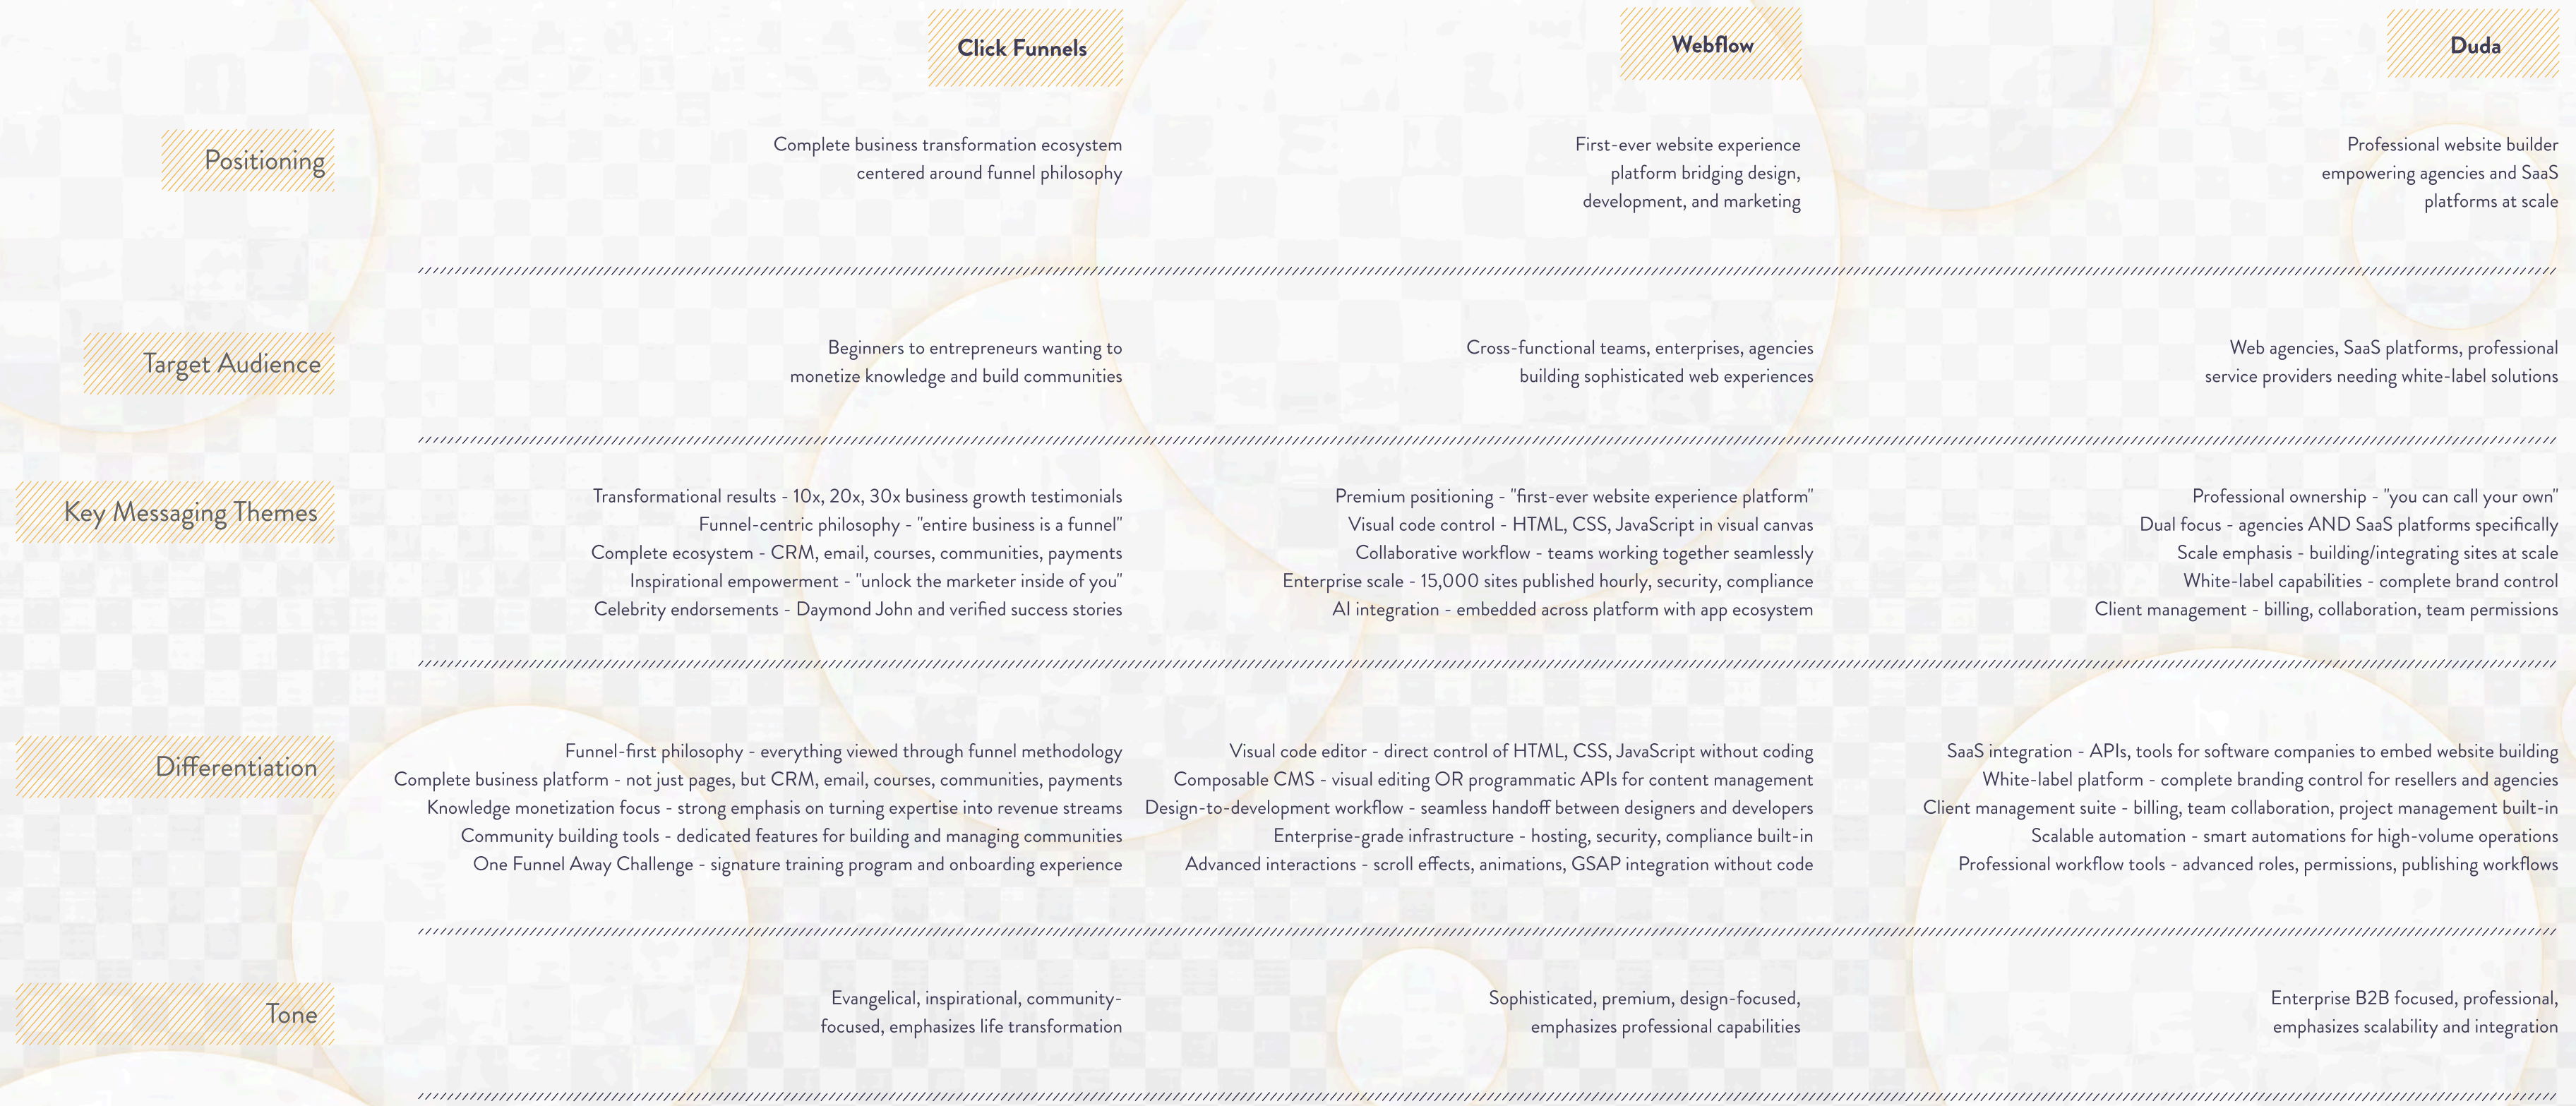 Click Funnels
Webflow
Duda
Positioning
Complete business transformation ecosystem
centered around funnel philosophy
First-ever website experience
platform bridging design,
development, and marketing
Professional website builder
empowering agencies and SaaS
platforms at scale
Target Audience
Beginners to entrepreneurs wanting to
monetize knowledge and build communities
Cross-functional teams, enterprises, agencies
building sophisticated web experiences
Web agencies, SaaS platforms, professional
service providers needing white-label solutions
Key Messaging Themes
Transformational results - 10x, 20x, 30x business growth testimonials
Funnel-centric philosophy - "entire business is a funnel"
Complete ecosystem - CRM, email, courses, communities, payments
Inspirational empowerment - "unlock the marketer inside of you"
Celebrity endorsements - Daymond John and verified success stories
Premium positioning - "first-ever website experience platform"
Visual code control - HTML, CSS, JavaScript in visual canvas
Collaborative workflow - teams working together seamlessly
Enterprise scale - 15,000 sites published hourly, security, compliance
AI integration - embedded across platform with app ecosystem
Professional ownership - "you can call your own"
Dual focus - agencies AND SaaS platforms specifically
Scale emphasis - building/integrating sites at scale
White-label capabilities - complete brand control
Client management - billing, collaboration, team permissions
Differentiation
Funnel-first philosophy - everything viewed through funnel methodology
Complete business platform - not just pages, but CRM, email, courses, communities, payments
Knowledge monetization focus - strong emphasis on turning expertise into revenue streams
Community building tools - dedicated features for building and managing communities
One Funnel Away Challenge - signature training program and onboarding experience
Visual code editor - direct control of HTML, CSS, JavaScript without coding
Composable CMS - visual editing OR programmatic APIs for content management
Design-to-development workflow - seamless handoff between designers and developers
Enterprise-grade infrastructure - hosting, security, compliance built-in
Advanced interactions - scroll effects, animations, GSAP integration without code
SaaS integration - APIs, tools for software companies to embed website building
White-label platform - complete branding control for resellers and agencies
Client management suite - billing, team collaboration, project management built-in
Scalable automation - smart automations for high-volume operations
Professional workflow tools - advanced roles, permissions, publishing workflows
Tone
Evangelical, inspirational, community-
focused, emphasizes life transformation
Sophisticated, premium, design-focused,
emphasizes professional capabilities
Enterprise B2B focused, professional,
emphasizes scalability and integration